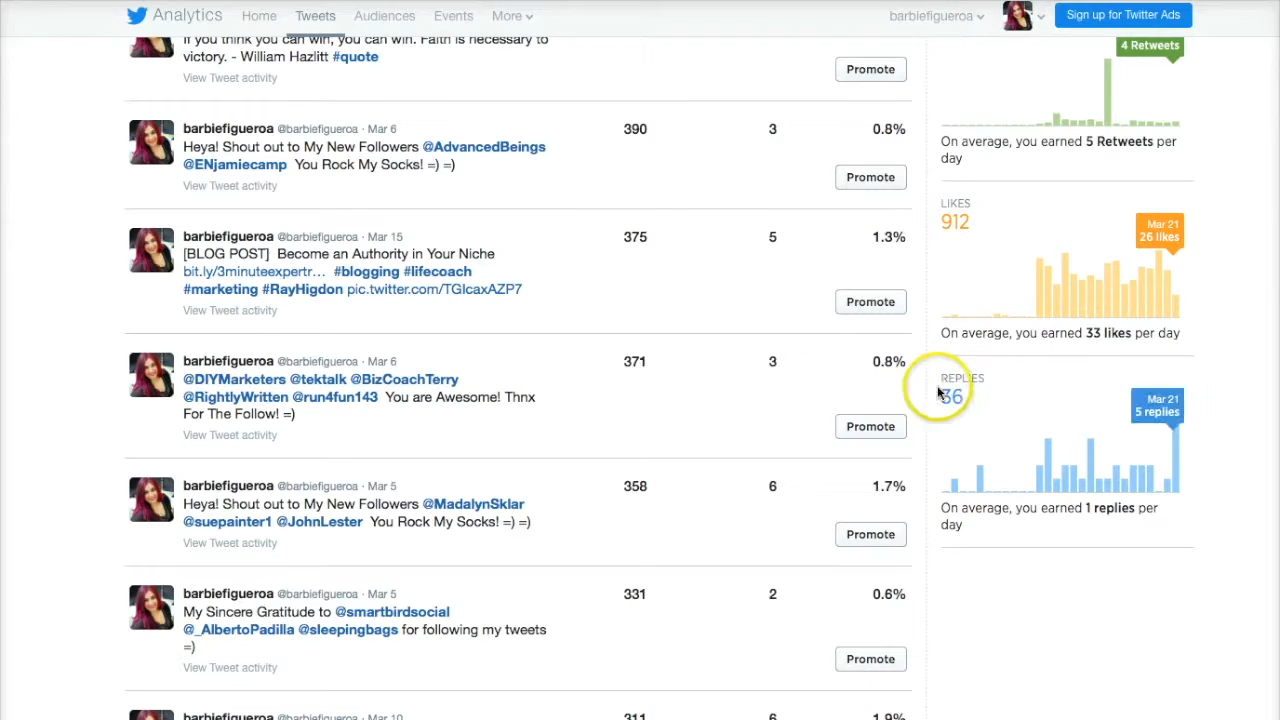 Analytics Home Tweets Audiences Events More barbiefigueroa Sign up for Twitter Ads
If you think you can win, you can win. Faith is necessary to
victory. - William Hazlitt #quote
View Tweet activity
Promote
barbiefigueroa @barbiefigueroa · Mar 6 390 3 0.8%
Heya! Shout out to My New Followers @AdvancedBeings
@ENjamiecamp You Rock My Socks! =) =)
View Tweet activity
Promote
barbiefigueroa @barbiefigueroa · Mar 15 375 5 1.3%
[BLOG POST] Become an Authority in Your Niche
bit.ly/3minuteexpertr… #blogging #lifecoach
#marketing #RayHigdon pic.twitter.com/TGIcaxAZP7
View Tweet activity
Promote
barbiefigueroa @barbiefigueroa · Mar 6 371 3 0.8%
@DIYMarketers @tektalk @BizCoachTerry
@RightlyWritten @run4fun143 You are Awesome! Thnx
For The Follow! =)
View Tweet activity
Promote
barbiefigueroa @barbiefigueroa · Mar 5 358 6 1.7%
Heya! Shout out to My New Followers @MadalynSklar
@suepainter1 @JohnLester You Rock My Socks! =) =)
View Tweet activity
Promote
barbiefigueroa @barbiefigueroa · Mar 5 331 2 0.6%
My Sincere Gratitude to @smartbirdsocial
@_AlbertoPadilla @sleepingbags for following my tweets
=)
View Tweet activity
Promote
barbiefigueroa @barbiefigueroa · Mar 10 311 6 1.9%
4 Retweets
On average, you earned 5 Retweets per
day
LIKES
912
Mar 21
26 likes
On average, you earned 33 likes per day
REPLIES
36
Mar 21
5 replies
On average, you earned 1 replies per
day